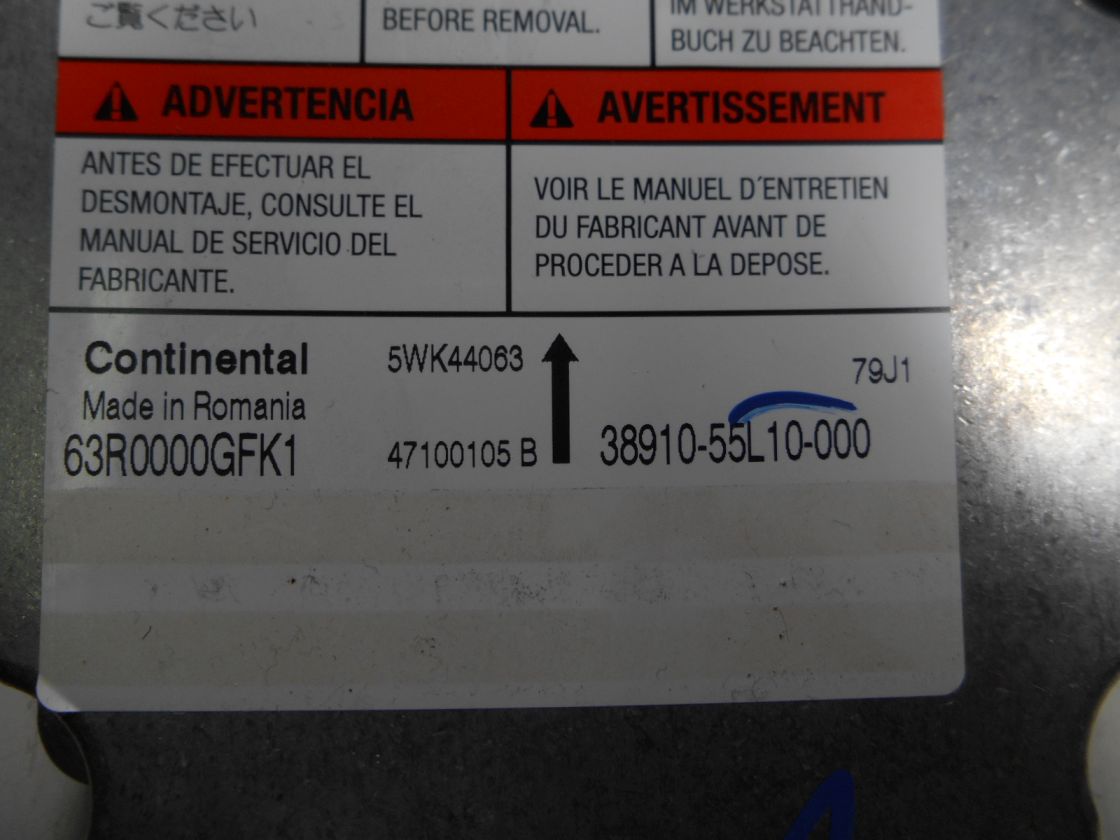 ご覧ください
BEFORE REMOVAL.
IM WERKSTATTHAND-
BUCH ZU BEACHTEN.
ADVERTENCIA
ANTES DE EFECTUAR EL
DESMONTAJE, CONSULTE EL
MANUAL DE SERVICIO DEL
FABRICANTE.
AVERTISSEMENT
VOIR LE MANUEL D´ENTRETIEN
DU FABRICANT AVANT DE
PROCEDER A LA DEPOSE.
Continental
Made in Romania
63R0000GFK1
5WK44063
47100105 B
79J1
38910-55L10-000